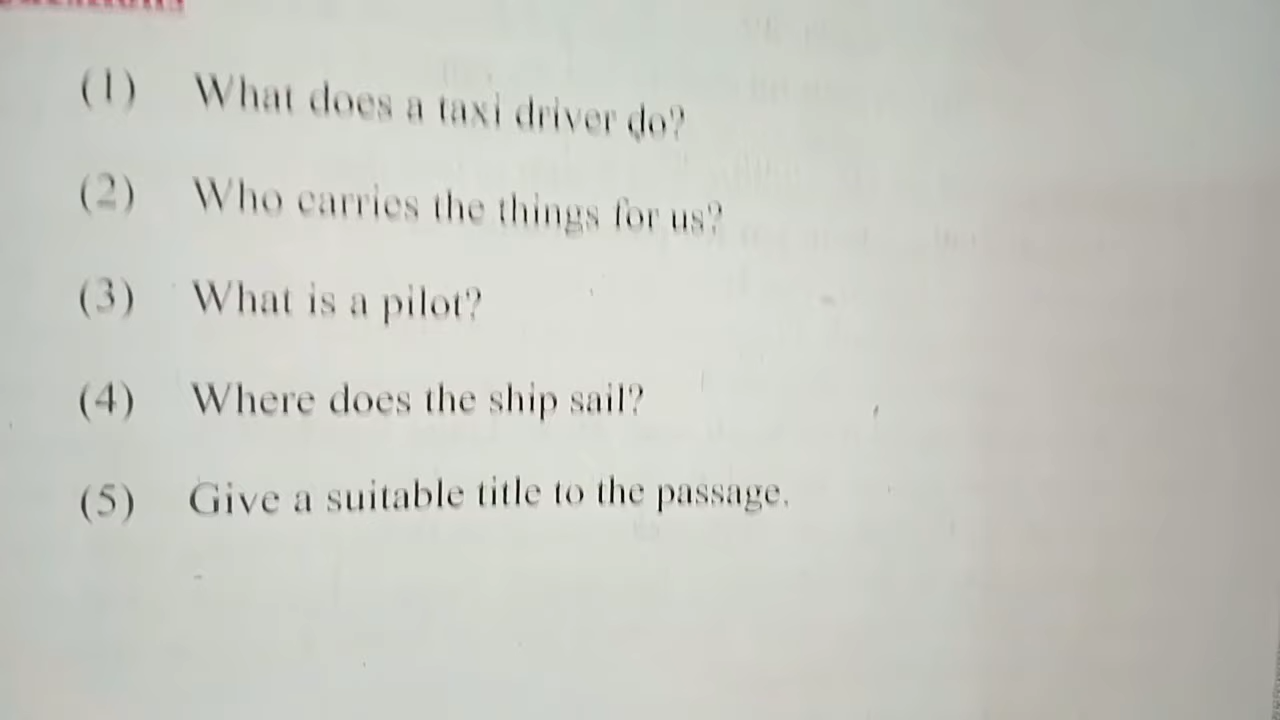 (1) What does a taxi driver do?
(2) Who carries the things for us?
(3) What is a pilot?
(4) Where does the ship sail?
(5) Give a suitable title to the passage.